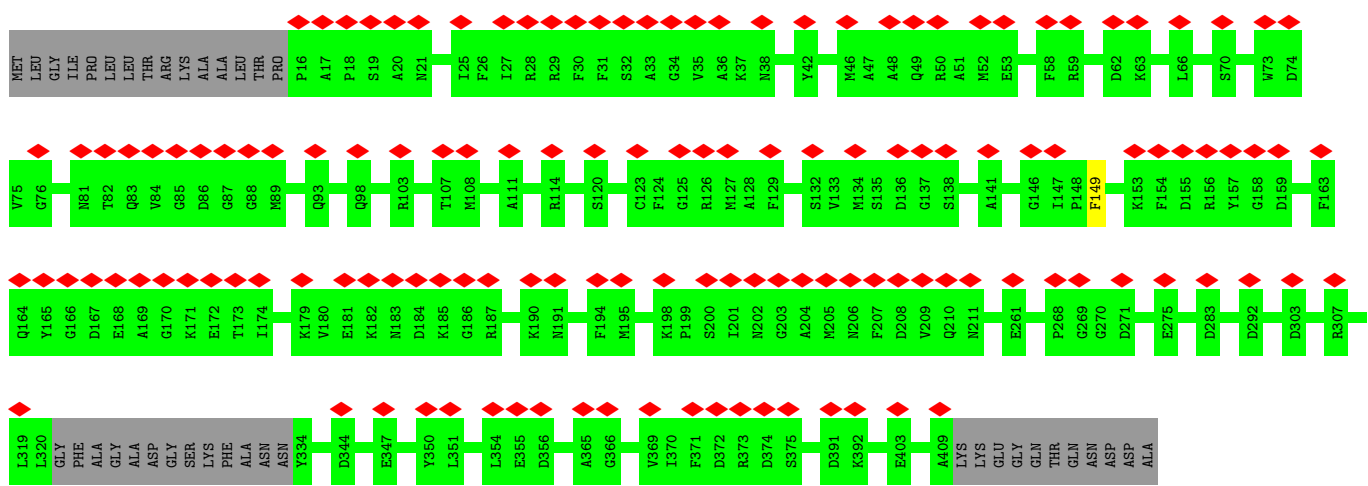 MET LEU GLY ILE PRO LEU LEU THR ARG LYS ALA ALA LEU THR PRO P16 A17 P18 S19 A20 N21 I25 F26 I27 R28 R29 F30 F31 S32 A33 G34 V35 A36 K37 N38 Y42 M46 A47 A48 Q49 R50 A51 M52 E53 F58 R59 D62 K63 L66 S70 W73 D74
V75 G76 N81 T82 Q83 V84 G85 D86 G87 G88 M89 Q93 Q98 R103 T107 M108 A111 R114 S120 C123 F124 G125 R126 M127 A128 F129 S132 V133 M134 S135 D136 G137 S138 A141 G146 I147 P148 F149 K153 F154 D155 R156 Y157 G158 D159 F163
Q164 Y165 G166 D167 E168 A169 G170 K171 E172 T173 I174 K179 V180 E181 K182 N183 D184 K185 G186 R187 K190 N191 F194 M195 K198 P199 S200 I201 N202 G203 A204 M205 N206 F207 D208 V209 Q210 N211 E261 P268 G269 G270 D271 E275 D283 D292 D303 R307
L319 L320 GLY PHE ALA GLY ALA ASP GLY SER LYS PHE ALA ASN ASN Y334 D344 E347 Y350 L351 L354 E355 D356 A365 G366 V369 I370 F371 D372 R373 D374 S375 D391 K392 E403 A409 LYS LYS GLU GLY GLN THR GLN ASN ASP ASP ALA